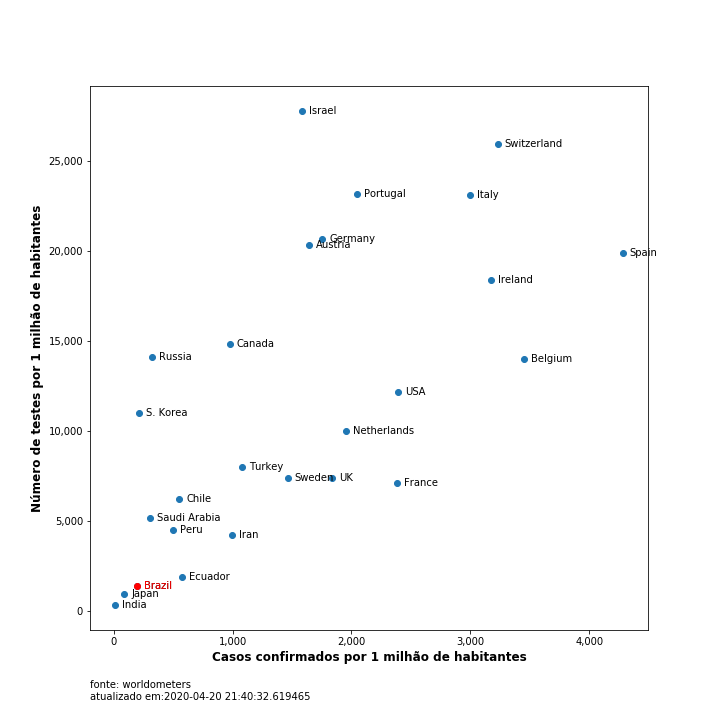 Israel
Switzerland
25,000
Portugal
Italy
Germany
Austria
20,000
Spain
Ireland
15,000
Canada
Russia
Belgium
USA
S. Korea
10,000
Netherlands
Turkey
Sweden
UK
France
Chile
5,000
Saudi Arabia
Peru
Iran
Ecuador
Brazil
Japan
India
0
Número de testes por 1 milhão de habitantes
0 1,000 2,000 3,000 4,000
Casos confirmados por 1 milhão de habitantes
fonte: worldometers
atualizado em:2020-04-20 21:40:32.619465